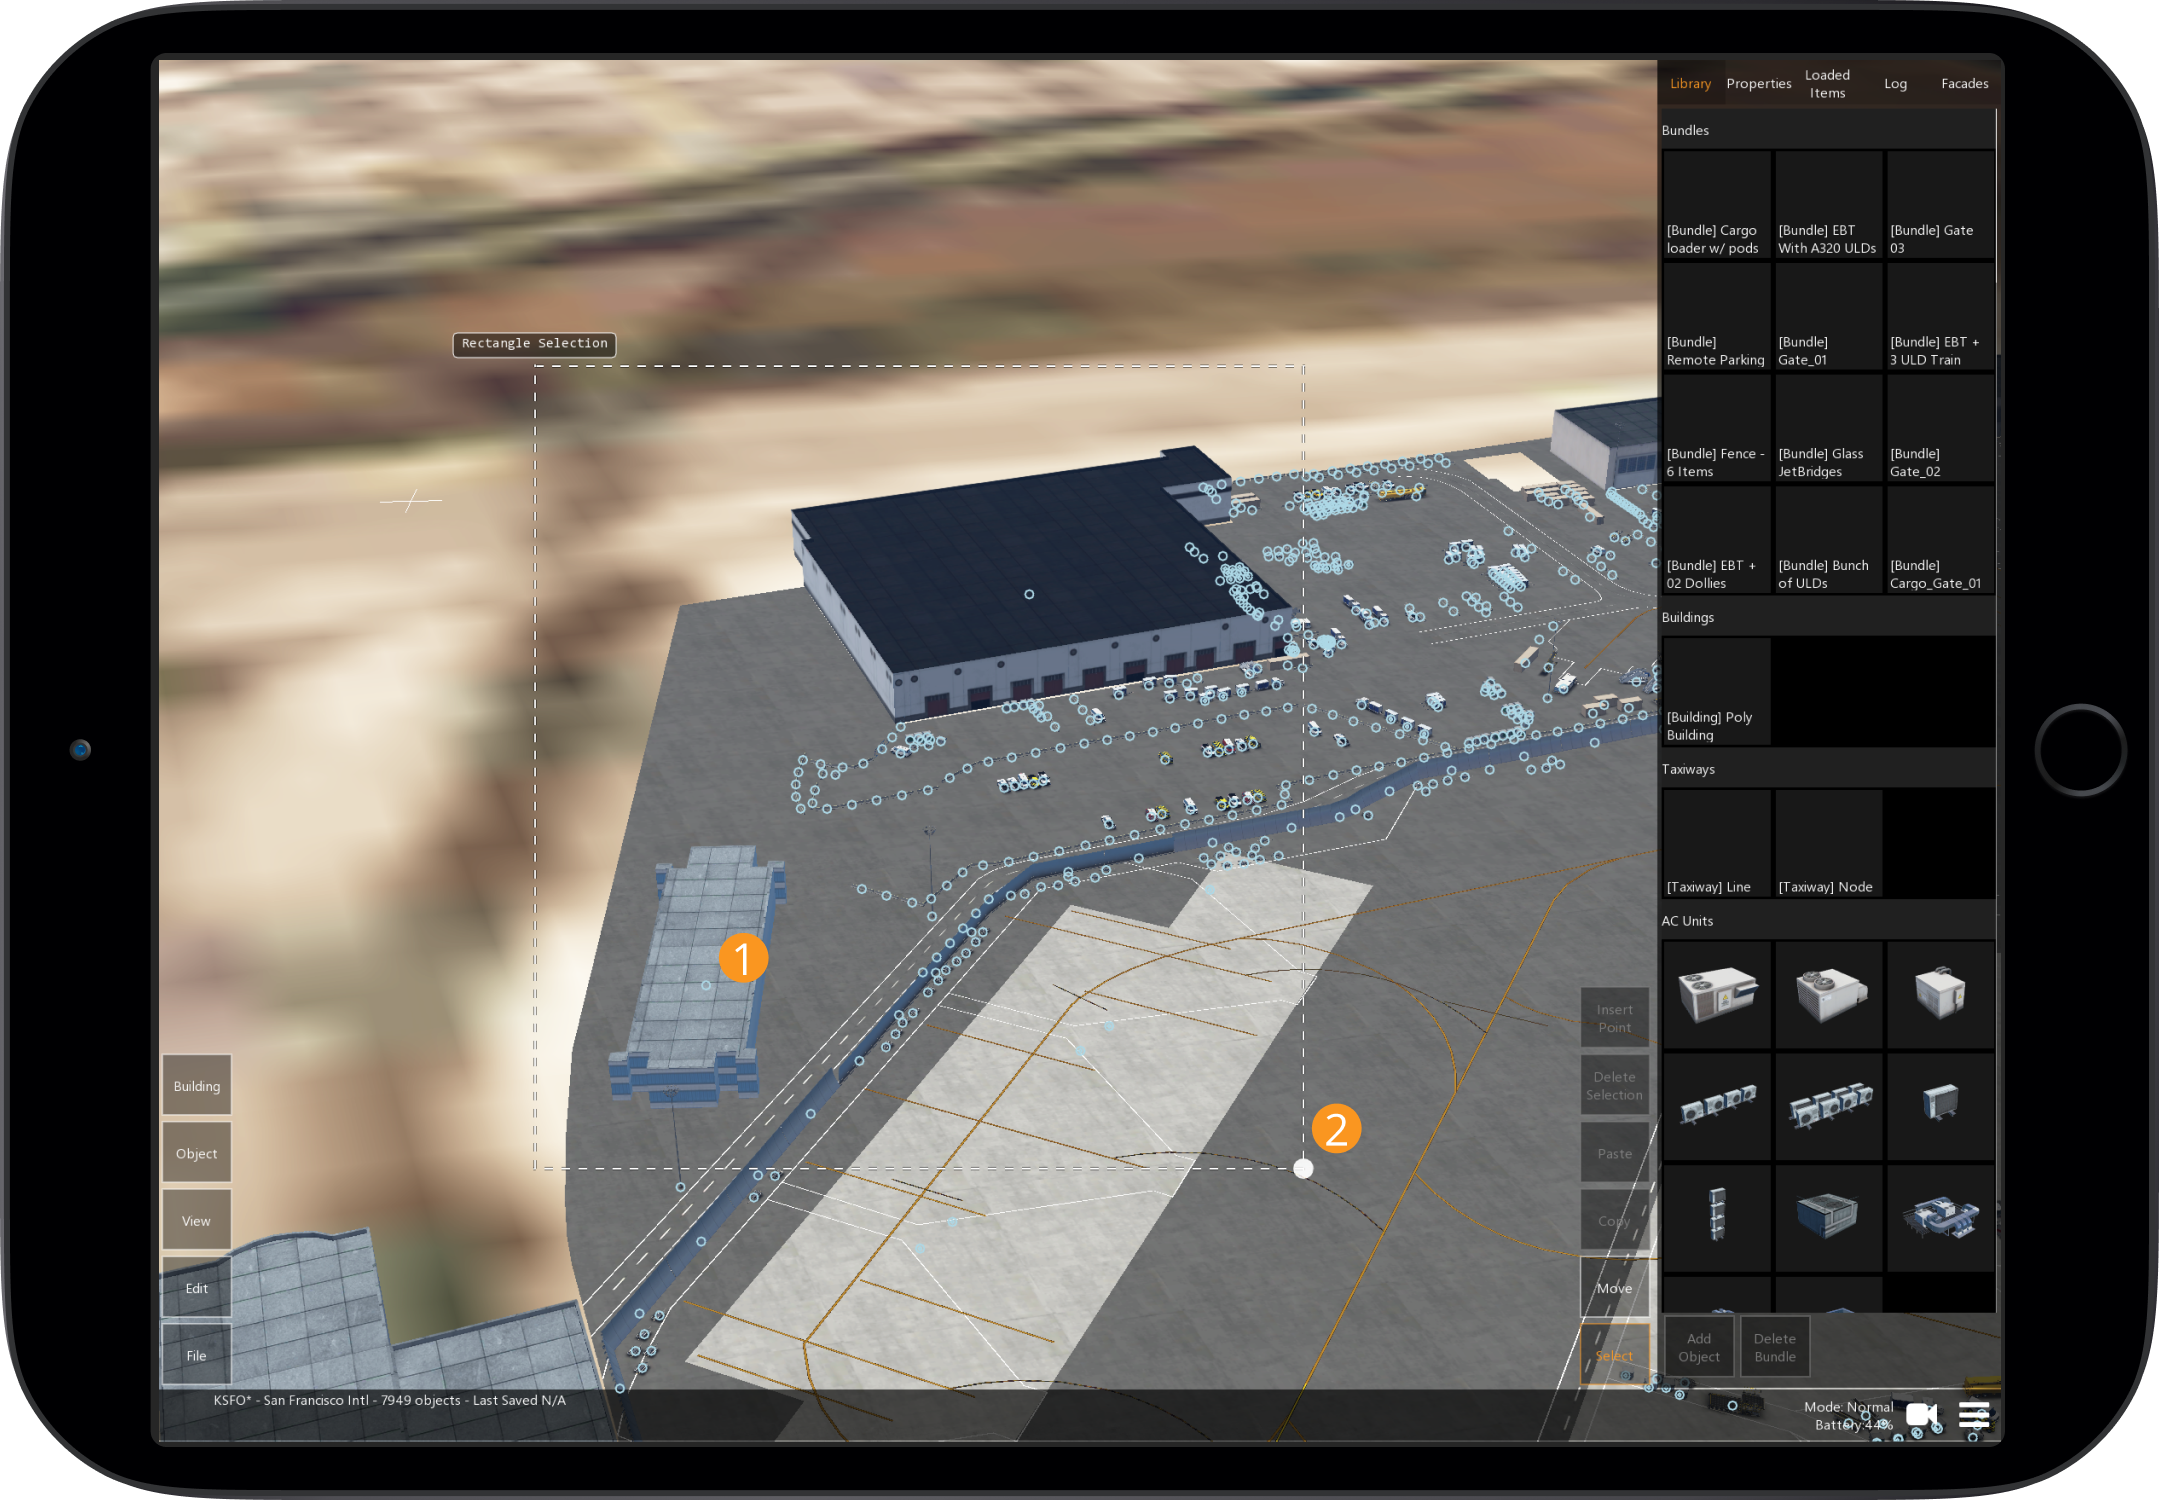 Library
Properties
Loaded
Items
Log
Facades
Bundles
[Bundle] Cargo
loader w/ pods
[Bundle] EBT
With A320 ULDs
[Bundle] Gate
03
Rectangle Selection
[Bundle]
Remote Parking
[Bundle]
Gate_01
[Bundle] EBT +
3 ULD Train
[Bundle] Fence -
6 Items
[Bundle] Glass
JetBridges
[Bundle]
Gate_02
[Bundle] EBT +
02 Dollies
[Bundle] Bunch
of ULDs
[Bundle]
Cargo_Gate_01
Buildings
[Building] Poly
Building
Taxiways
[Taxiway] Line
[Taxiway] Node
AC Units
1
2
Building
Object
View
Edit
File
Insert
Point
Delete
Selection
Paste
Copy
Move
Select
Add
Object
Delete
Bundle
KSFO* - San Francisco Intl - 7949 objects - Last Saved N/A
Mode: Normal
Battery:44%